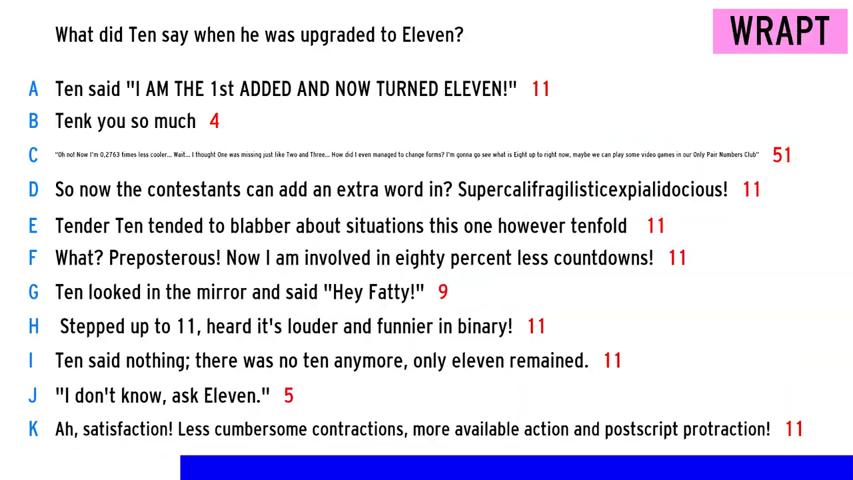 What did Ten say when he was upgraded to Eleven?
WRAPT
A Ten said "I AM THE 1st ADDED AND NOW TURNED ELEVEN!" 11
B Tenk you so much 4
C "Oh no! Now I'm 0,2763 times less cooler... Wait... I thought One was missing just like Two and Three... How did I even managed to change forms? I'm gonna go see what is Eight up to right now, maybe we can play some video games in our Only Pair Numbers Club" 51
D So now the contestants can add an extra word in? Supercalifragilisticexpialidocious! 11
E Tender Ten tended to blabber about situations this one however tenfold 11
F What? Preposterous! Now I am involved in eighty percent less countdowns! 11
G Ten looked in the mirror and said "Hey Fatty!" 9
H Stepped up to 11, heard it's louder and funnier in binary! 11
I Ten said nothing; there was no ten anymore, only eleven remained. 11
J "I don't know, ask Eleven." 5
K Ah, satisfaction! Less cumbersome contractions, more available action and postscript protraction! 11